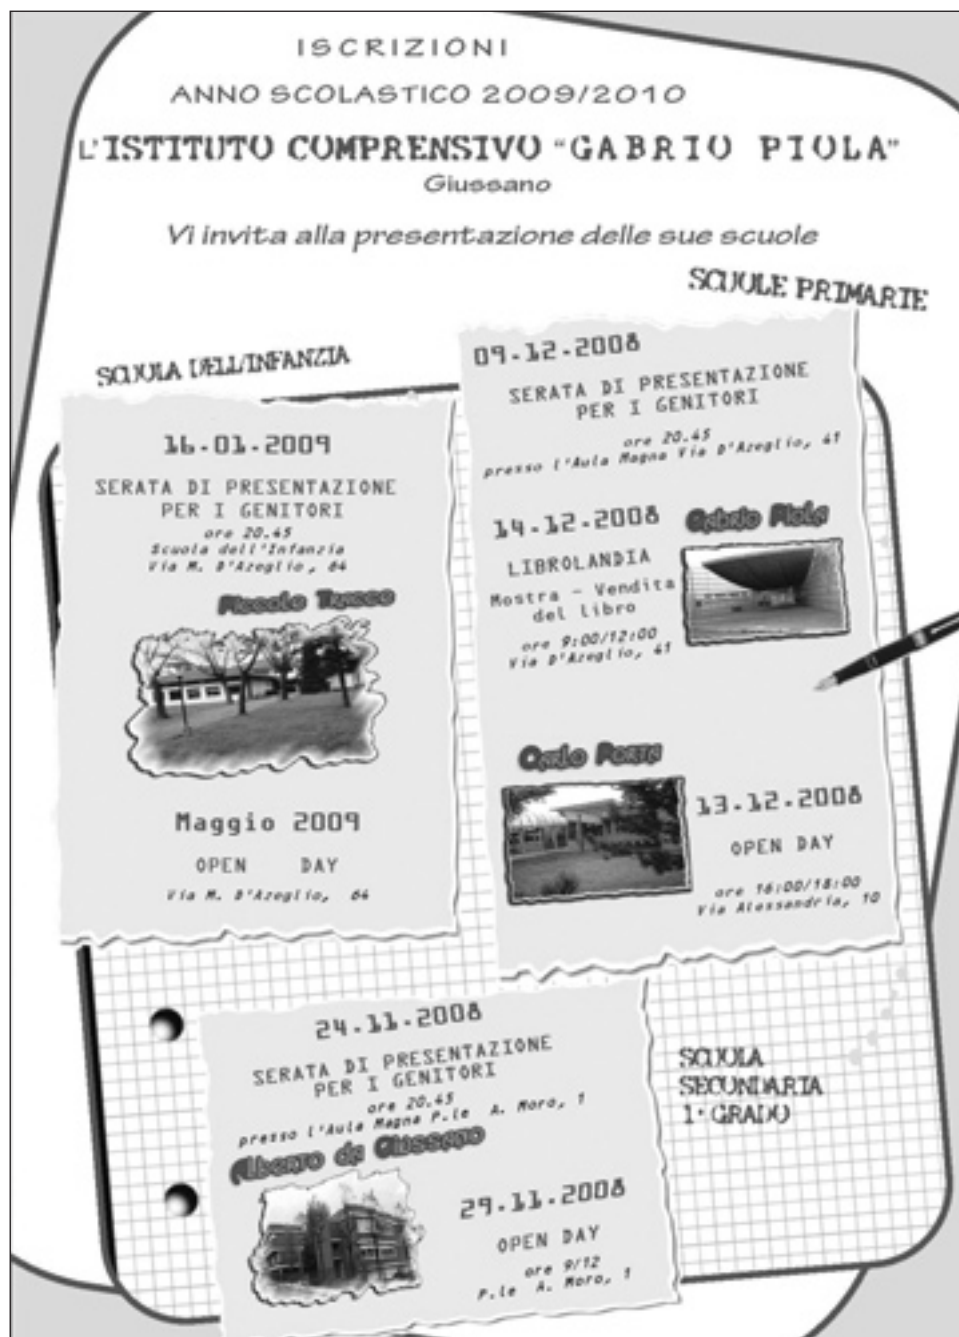 ISCRIZIONI
ANNO SCOLASTICO 2009/2010
L'ISTITUTO COMPRENSIVO "GABRIO PIOLA"
Giussano
Vi invita alla presentazione delle sue scuole
SCUOLE PRIMARIE
SCUOLA DELL'INFANZIA
16-01-2009
SERATA DI PRESENTAZIONE
PER I GENITORI
ore 20.45
Scuola dell'Infanzia
Via M. D'Azeglio, 64
Piccolo Tresso
Maggio 2009
OPEN DAY
Via M. D'Azeglio, 64
09-12-2008
SERATA DI PRESENTAZIONE
PER I GENITORI
ore 20.45
presso l'Aula Magna Via D'Azeglio, 41
14-12-2008
Gabrio Piola
LIBROLANDIA
Mostra - Vendita
del libro
ore 9:00/12:00
Via D'Azeglio, 41
Carlo Porta
13-12-2008
OPEN DAY
ore 16:00/18:00
Via Alessandria, 10
24-11-2008
SERATA DI PRESENTAZIONE
PER I GENITORI
ore 20.45
presso l'Aula Magna P.le A. Moro, 1
Alberto da Giussano
29-11-2008
OPEN DAY
ore 9/12
P.le A. Moro, 1
SCUOLA
SECONDARIA
1° GRADO